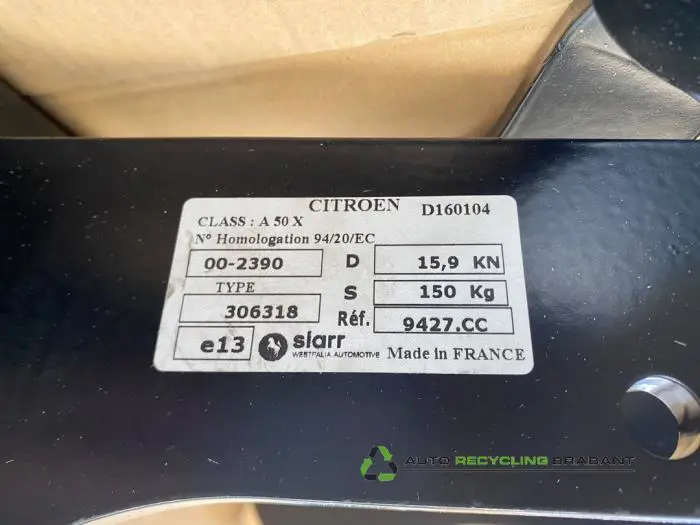 CITROEN D160104
CLASS : A 50 X
N° Homologation 94/20/EC
00-2390 D 15,9 KN
TYPE S 150 Kg
306318 Réf. 9427.CC
e13 siarr Made in FRANCE
WESTFALIA AUTOMOTIVE
AUTO RECYCLING BRABANT